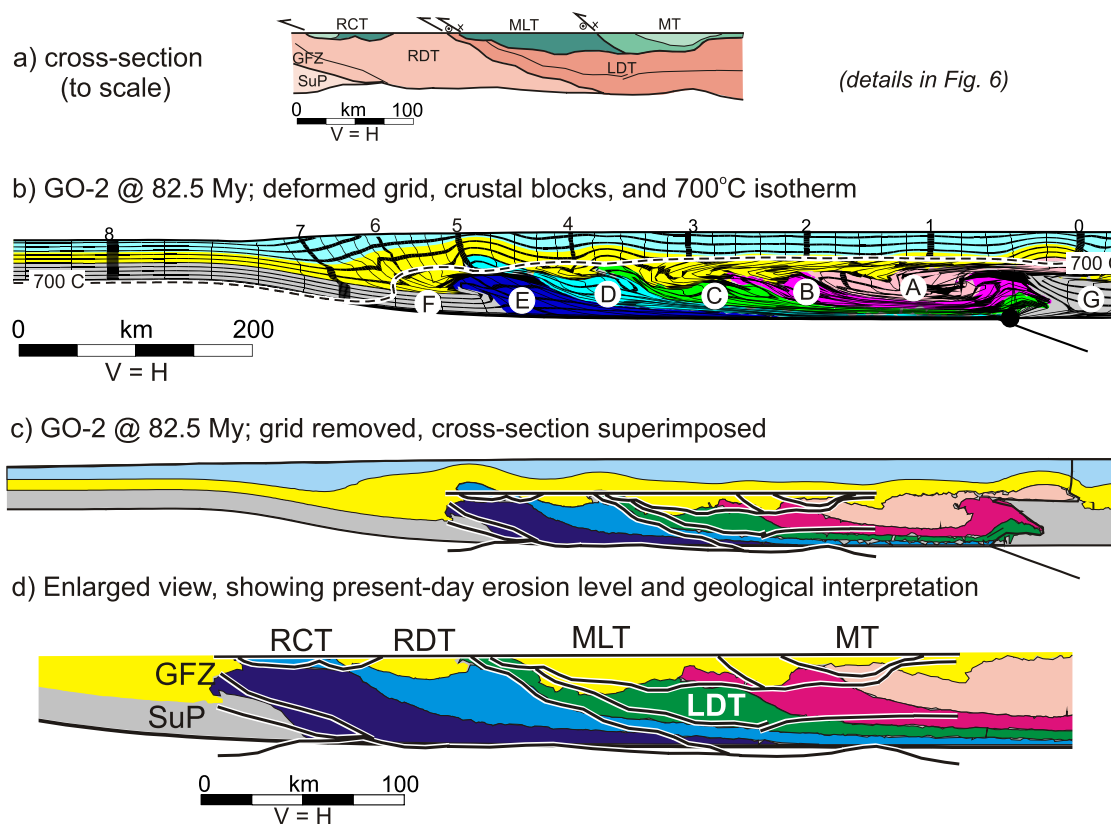 a) cross-section
(to scale)
RCT
MLT
MT
GFZ
RDT
LDT
SuP
(details in Fig. 6)
0 km 100
V = H
b) GO-2 @ 82.5 My; deformed grid, crustal blocks, and 700°C isotherm
8 7 6 5 4 3 2 1 0
700 C
700 C
F E D C B A G
0 km 200
V = H
c) GO-2 @ 82.5 My; grid removed, cross-section superimposed
d) Enlarged view, showing present-day erosion level and geological interpretation
RCT RDT MLT MT
GFZ
SuP
LDT
0 km 100
V = H